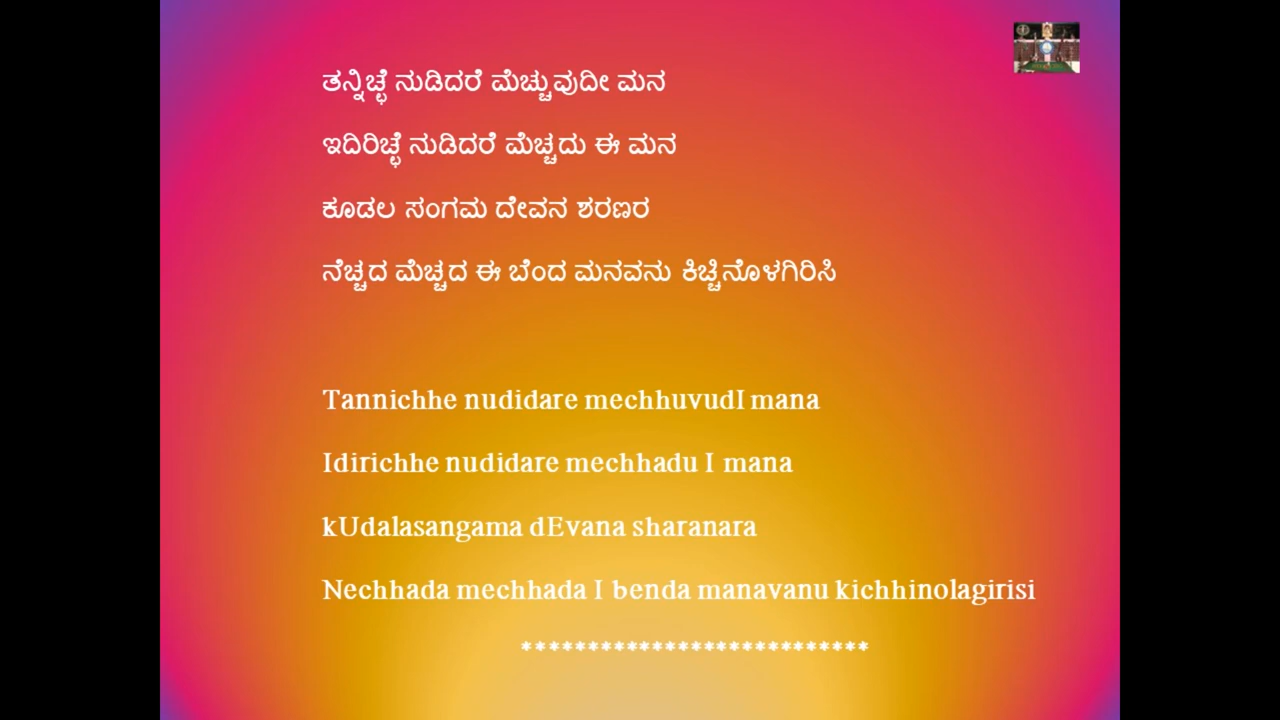 ತನ್ನಿಚ್ಛೆ ನುಡಿದರೆ ಮೆಚ್ಚುವುದೀ ಮನ
ಇದಿರಿಚ್ಛೆ ನುಡಿದರೆ ಮೆಚ್ಚದು ಈ ಮನ
ಕೂಡಲ ಸಂಗಮ ದೇವನ ಶರಣರ
ನೆಚ್ಚದ ಮೆಚ್ಚದ ಈ ಬೆಂದ ಮನವನು ಕಿಚ್ಚಿನೊಳಗಿರಿಸಿ
Tannichhe nudidare mechhuvudI mana
Idirichhe nudidare mechhadu I mana
kUdalasangama dEvana sharanara
Nechhada mechhada I benda manavanu kichhinolagirisi
**************************